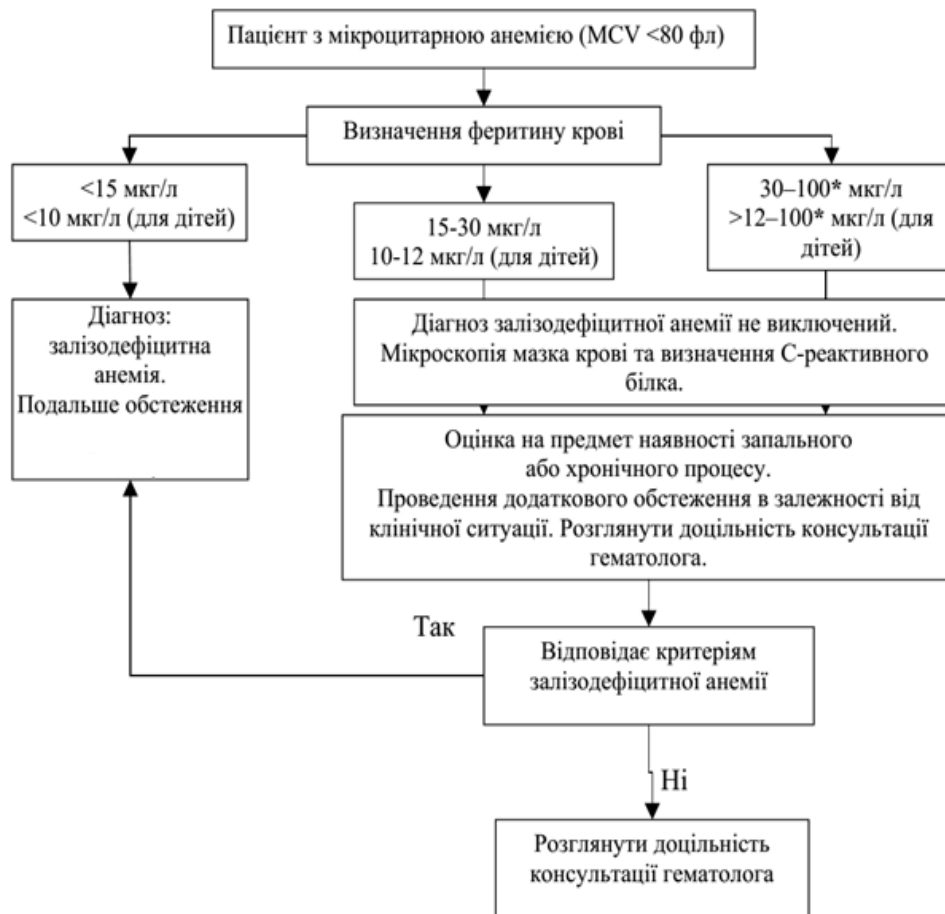 Пацієнт з мікроцитарною анемією (MCV <80 фл)
Визначення феритину крові
<15 мкг/л
<10 мкг/л (для дітей)
15-30 мкг/л
10-12 мкг/л (для дітей)
30–100* мкг/л
>12–100* мкг/л (для
дітей)
Діагноз:
залізодефіцитна
анемія.
Подальше обстеження
Діагноз залізодефіцитної анемії не виключений.
Мікроскопія мазка крові та визначення С-реактивного
білка.
Оцінка на предмет наявності запального
або хронічного процесу.
Проведення додаткового обстеження в залежності від
клінічної ситуації. Розглянути доцільність консультації
гематолога.
Так
Відповідає критеріям
залізодефіцитної анемії
Ні
Розглянути доцільність
консультації гематолога